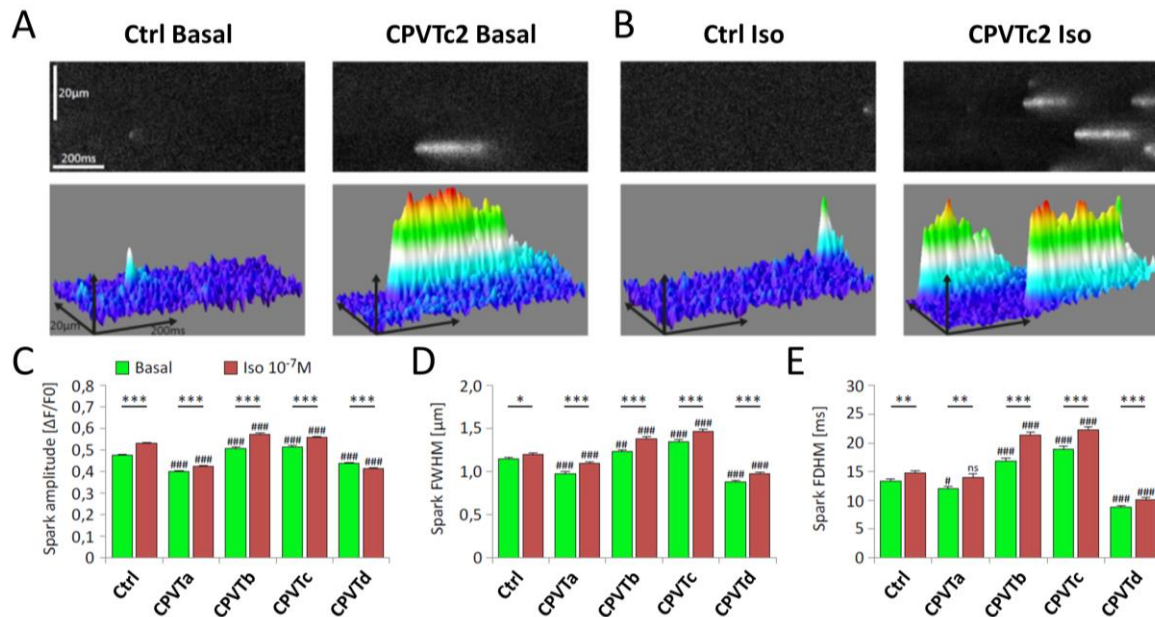 A
Ctrl Basal
CPVTc2 Basal
B
Ctrl Iso
CPVTc2 Iso
20µm
200ms
20µm
200ms
C
Basal
Iso 10⁻⁷M
Spark amplitude [ΔF/F0]
0,8
0,7
0,6
0,5
0,4
0,3
0,2
0,1
0
*** *** *** *** ***
### ### ### ### ### ### ### ###
Ctrl
CPVTa
CPVTb
CPVTc
CPVTd
D
Spark FWHM [µm]
2,0
1,5
1,0
0,5
0
* *** *** *** ***
### ### ## ### ### ### ### ###
Ctrl
CPVTa
CPVTb
CPVTc
CPVTd
E
Spark FDHM [ms]
30
25
20
15
10
5
0
** ** *** *** ***
# ns ### ### ### ### ### ###
Ctrl
CPVTa
CPVTb
CPVTc
CPVTd